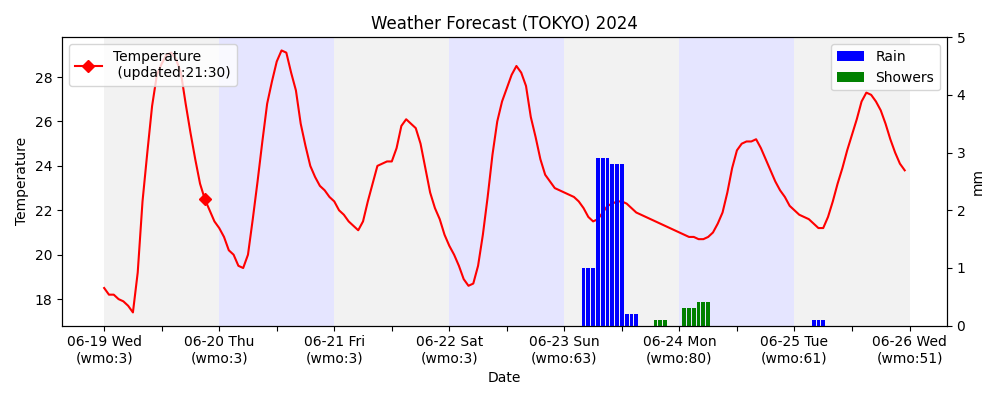 Weather Forecast (TOKYO) 2024
Temperature
(updated:21:30)
Rain
Showers
Temperature
28
26
24
22
20
18
5
4
3
2
1
0
mm
06-19 Wed
(wmo:3)
06-20 Thu
(wmo:3)
06-21 Fri
(wmo:3)
06-22 Sat
(wmo:3)
06-23 Sun
(wmo:63)
06-24 Mon
(wmo:80)
06-25 Tue
(wmo:61)
06-26 Wed
(wmo:51)
Date